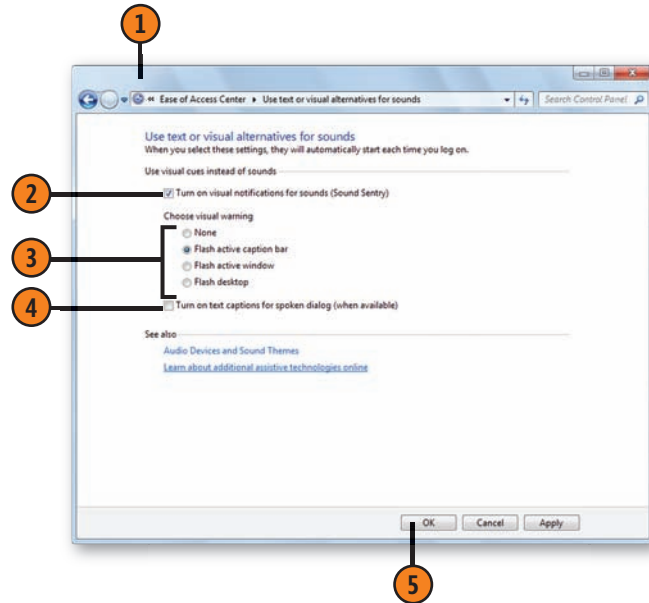 1
« Ease of Access Center ▸ Use text or visual alternatives for sounds
Search Control Panel
Use text or visual alternatives for sounds
When you select these settings, they will automatically start each time you log on.
Use visual cues instead of sounds
2
Turn on visual notifications for sounds (Sound Sentry)
Choose visual warning
None
3
Flash active caption bar
Flash active window
Flash desktop
4
Turn on text captions for spoken dialog (when available)
See also
Audio Devices and Sound Themes
Learn about additional assistive technologies online
OK Cancel Apply
5